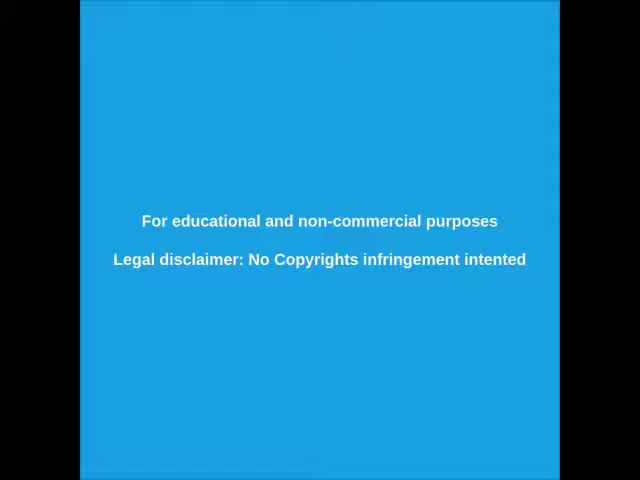 For educational and non-commercial purposes
Legal disclaimer: No Copyrights infringement intented